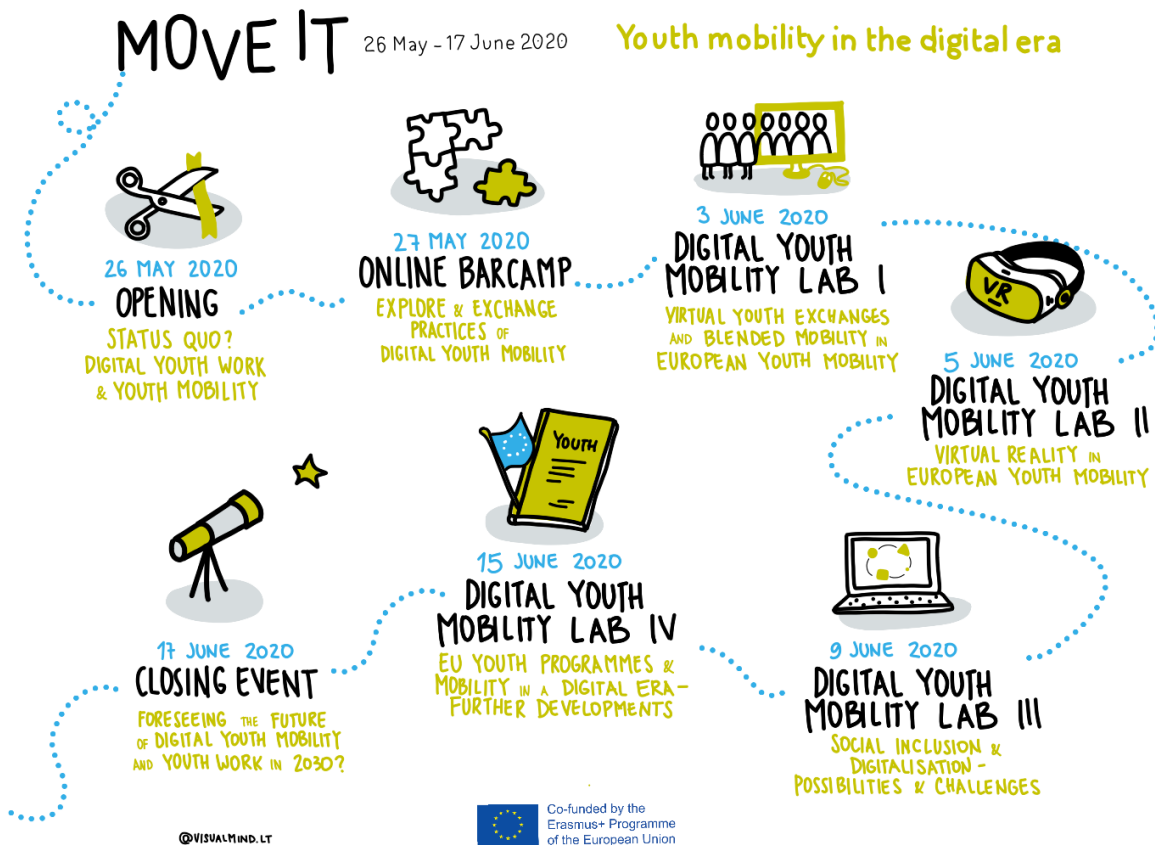 MOVE IT
26 May – 17 June 2020
Youth mobility in the digital era
26 MAY 2020
OPENING
STATUS QUO?
DIGITAL YOUTH WORK
& YOUTH MOBILITY
27 MAY 2020
ONLINE BARCAMP
EXPLORE & EXCHANGE
PRACTICES OF
DIGITAL YOUTH MOBILITY
3 JUNE 2020
DIGITAL YOUTH
MOBILITY LAB I
VIRTUAL YOUTH EXCHANGES
AND BLENDED MOBILITY IN
EUROPEAN YOUTH MOBILITY
VR
5 JUNE 2020
DIGITAL YOUTH
MOBILITY LAB II
VIRTUAL REALITY IN
EUROPEAN YOUTH MOBILITY
9 JUNE 2020
DIGITAL YOUTH
MOBILITY LAB III
SOCIAL INCLUSION &
DIGITALISATION –
POSSIBILITIES & CHALLENGES
YOUTH
15 JUNE 2020
DIGITAL YOUTH
MOBILITY LAB IV
EU YOUTH PROGRAMMES &
MOBILITY IN A DIGITAL ERA –
FURTHER DEVELOPMENTS
17 JUNE 2020
CLOSING EVENT
FORESEEING THE FUTURE
OF DIGITAL YOUTH MOBILITY
AND YOUTH WORK IN 2030?
@VISUALMIND.LT
Co-funded by the
Erasmus+ Programme
of the European Union